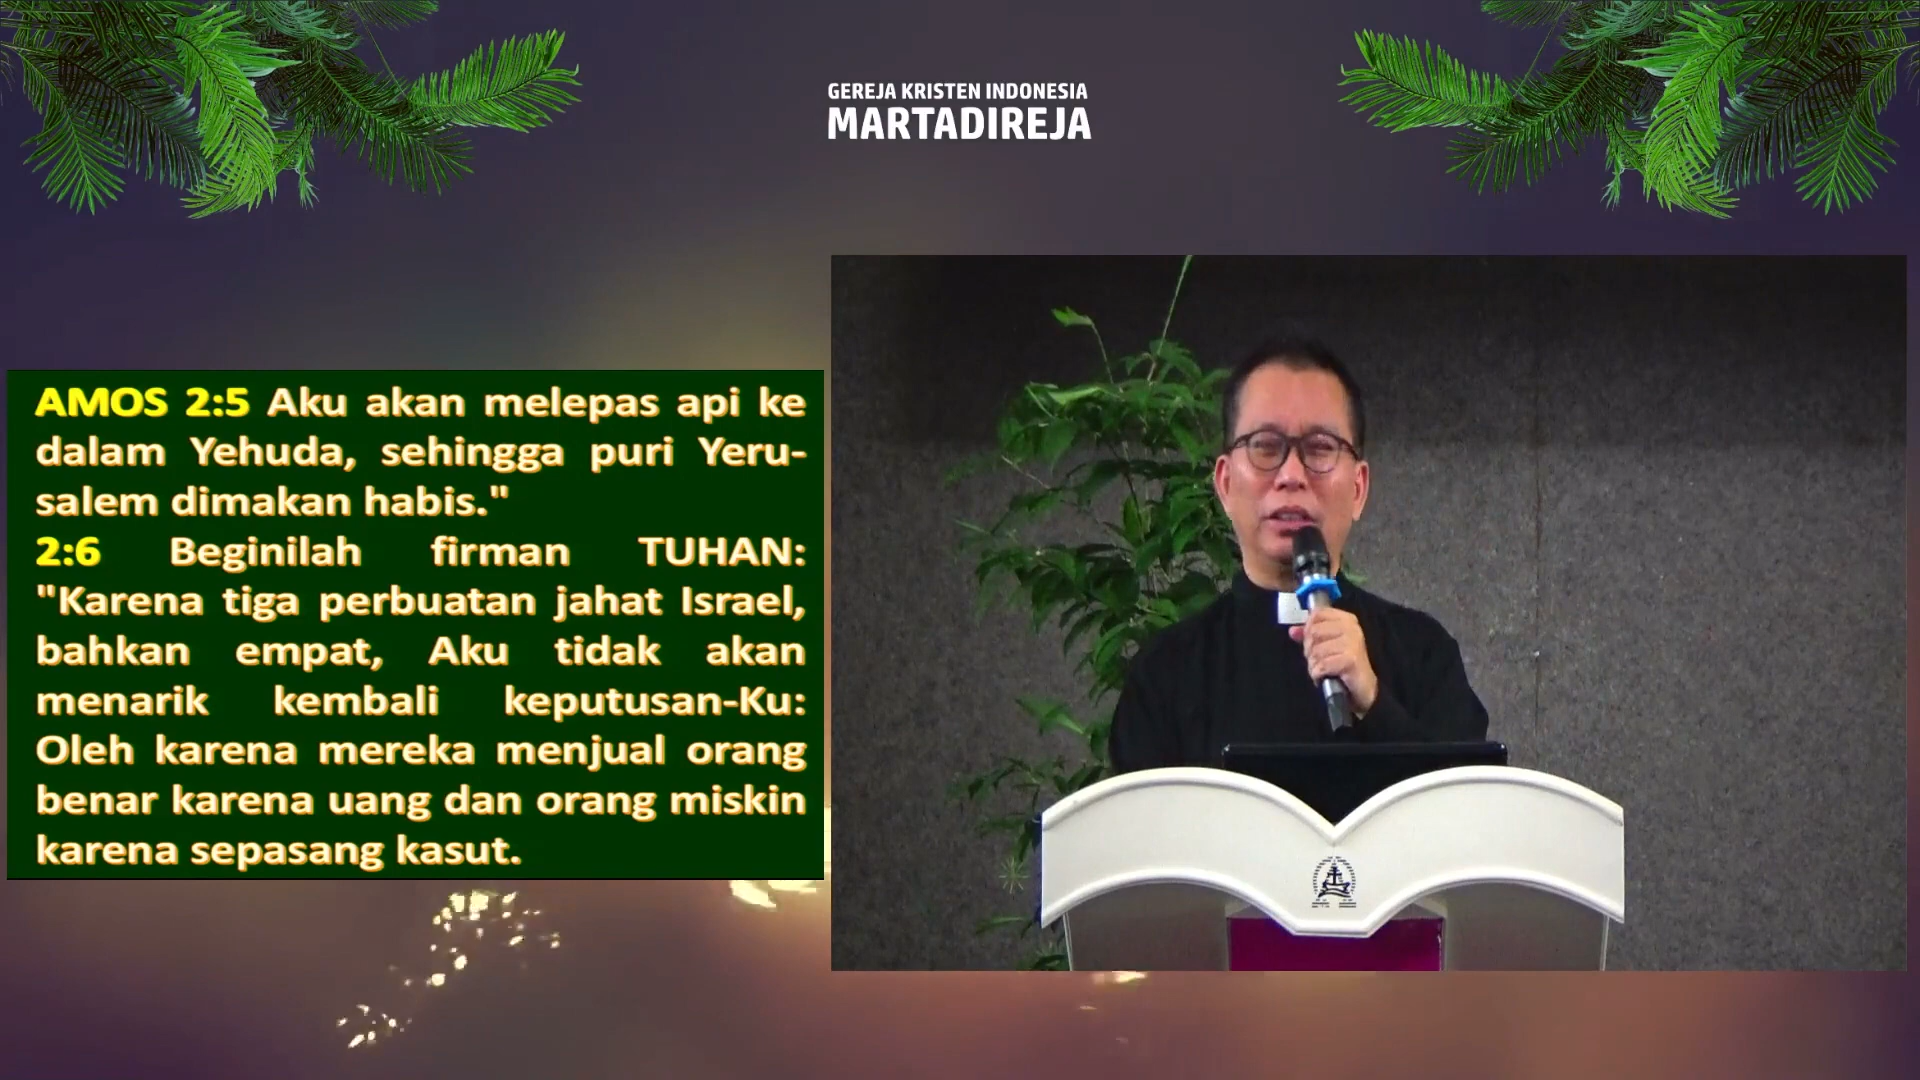 GEREJA KRISTEN INDONESIA
MARTADIREJA
AMOS 2:5 Aku akan melepas api ke
dalam Yehuda, sehingga puri Yeru-
salem dimakan habis."
2:6 Beginilah firman TUHAN:
"Karena tiga perbuatan jahat Israel,
bahkan empat, Aku tidak akan
menarik kembali keputusan-Ku:
Oleh karena mereka menjual orang
benar karena uang dan orang miskin
karena sepasang kasut.